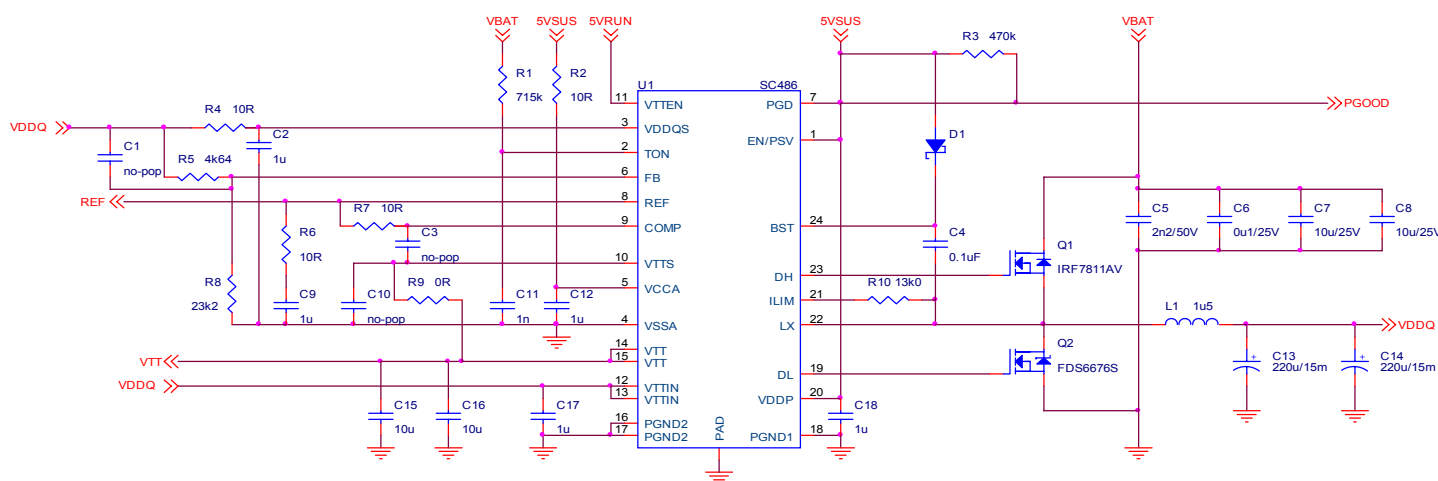 VBAT
5VSUS
5VRUN
5VSUS
VBAT
R3 470k
R1
715k
R2
10R
U1
SC486
R4 10R
VDDQ
C1
no-pop
C2
1u
R5 4k64
REF
R7 10R
C3
no-pop
R6
10R
R8
23k2
R9 0R
C9
1u
C10
no-pop
C11
1n
C12
1u
VTT
VDDQ
C15
10u
C16
10u
C17
1u
11 VTTEN
3 VDDQS
2 TON
6 FB
8 REF
9 COMP
10 VTTS
5 VCCA
4 VSSA
14 VTT
15 VTT
12 VTTIN
13 VTTIN
16 PGND2
17 PGND2
PAD
PGD 7
EN/PSV 1
BST 24
DH 23
ILIM 21
LX 22
DL 19
VDDP 20
PGND1 18
PGOOD
D1
C4
0.1uF
R10 13k0
Q1
IRF7811AV
C5
2n2/50V
C6
0u1/25V
C7
10u/25V
C8
10u/25V
L1 1u5
VDDQ
Q2
FDS6676S
C13
220u/15m
C14
220u/15m
C18
1u